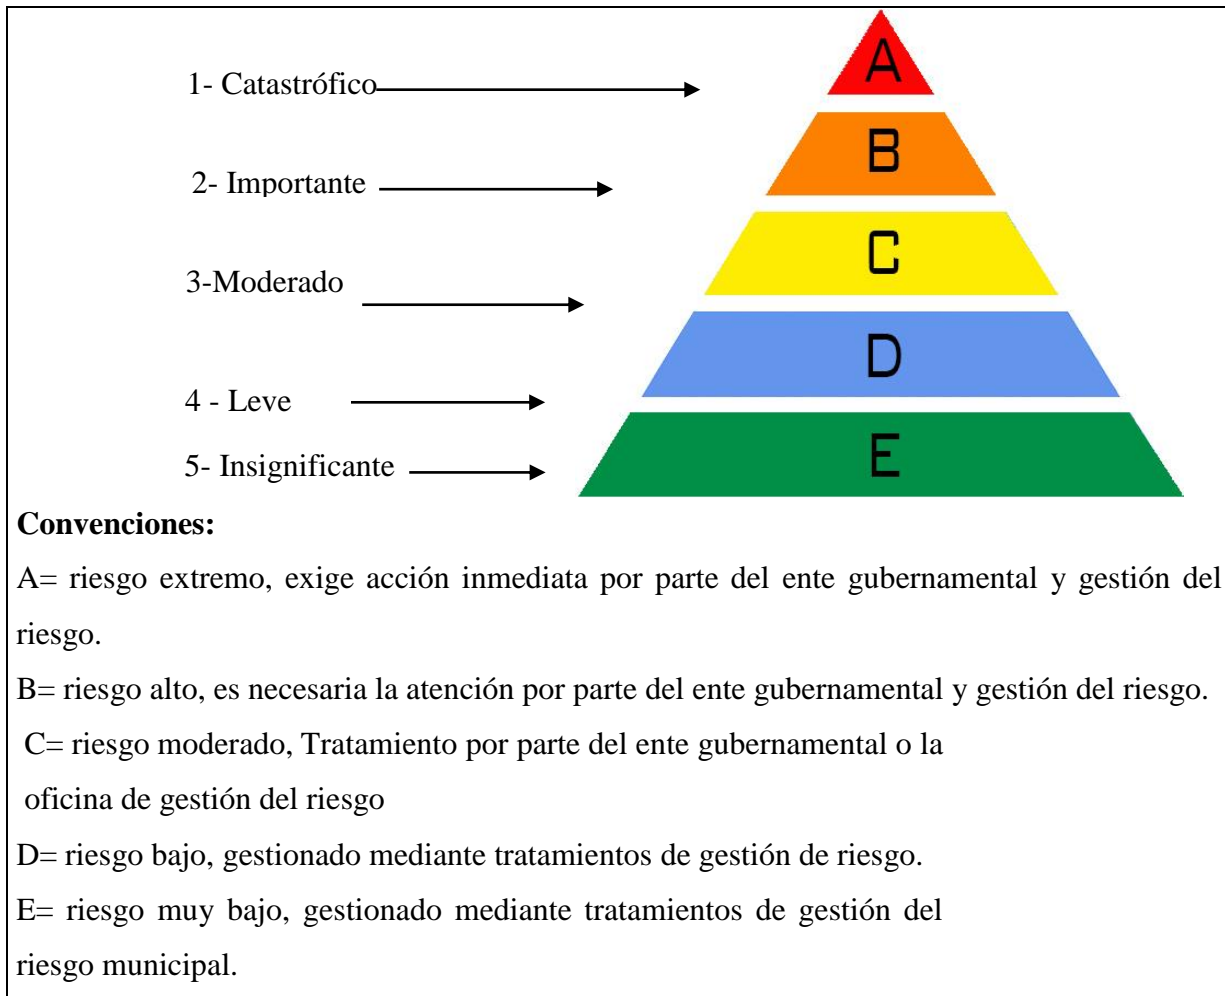 A
1- Catastrófico
B
2- Importante
C
3-Moderado
D
4 - Leve
E
5- Insignificante
Convenciones:
A= riesgo extremo, exige acción inmediata por parte del ente gubernamental y gestión del
riesgo.
B= riesgo alto, es necesaria la atención por parte del ente gubernamental y gestión del riesgo.
C= riesgo moderado, Tratamiento por parte del ente gubernamental o la
oficina de gestión del riesgo
D= riesgo bajo, gestionado mediante tratamientos de gestión de riesgo.
E= riesgo muy bajo, gestionado mediante tratamientos de gestión del
riesgo municipal.